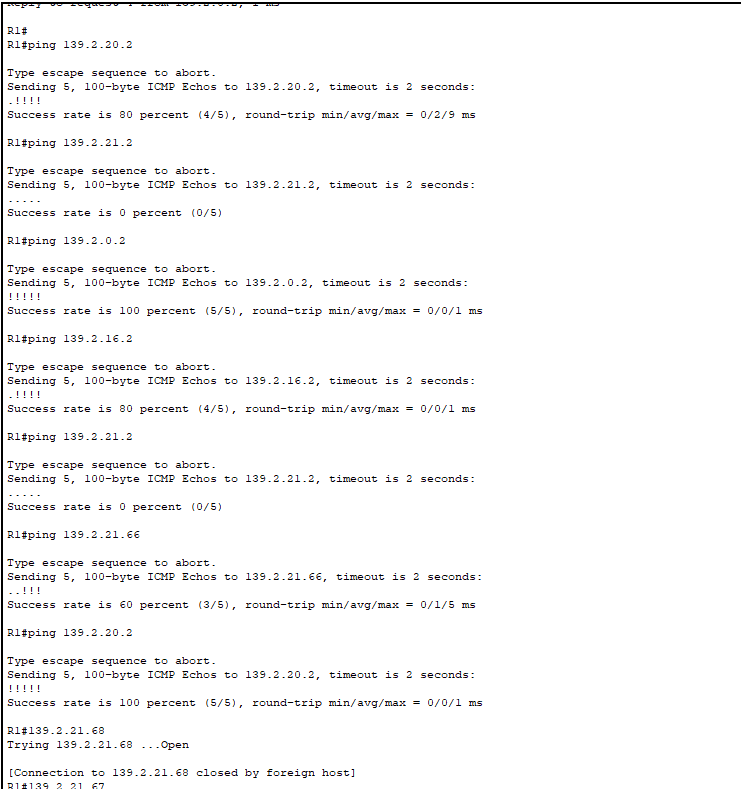 R1#
R1#ping 139.2.20.2
Type escape sequence to abort.
Sending 5, 100-byte ICMP Echos to 139.2.20.2, timeout is 2 seconds:
.!!!!
Success rate is 80 percent (4/5), round-trip min/avg/max = 0/2/9 ms
R1#ping 139.2.21.2
Type escape sequence to abort.
Sending 5, 100-byte ICMP Echos to 139.2.21.2, timeout is 2 seconds:
.....
Success rate is 0 percent (0/5)
R1#ping 139.2.0.2
Type escape sequence to abort.
Sending 5, 100-byte ICMP Echos to 139.2.0.2, timeout is 2 seconds:
!!!!!
Success rate is 100 percent (5/5), round-trip min/avg/max = 0/0/1 ms
R1#ping 139.2.16.2
Type escape sequence to abort.
Sending 5, 100-byte ICMP Echos to 139.2.16.2, timeout is 2 seconds:
.!!!!
Success rate is 80 percent (4/5), round-trip min/avg/max = 0/0/1 ms
R1#ping 139.2.21.2
Type escape sequence to abort.
Sending 5, 100-byte ICMP Echos to 139.2.21.2, timeout is 2 seconds:
.....
Success rate is 0 percent (0/5)
R1#ping 139.2.21.66
Type escape sequence to abort.
Sending 5, 100-byte ICMP Echos to 139.2.21.66, timeout is 2 seconds:
..!!!
Success rate is 60 percent (3/5), round-trip min/avg/max = 0/1/5 ms
R1#ping 139.2.20.2
Type escape sequence to abort.
Sending 5, 100-byte ICMP Echos to 139.2.20.2, timeout is 2 seconds:
!!!!!
Success rate is 100 percent (5/5), round-trip min/avg/max = 0/0/1 ms
R1#139.2.21.68
Trying 139.2.21.68 ...Open
[Connection to 139.2.21.68 closed by foreign host]
R1#139.2.21.67